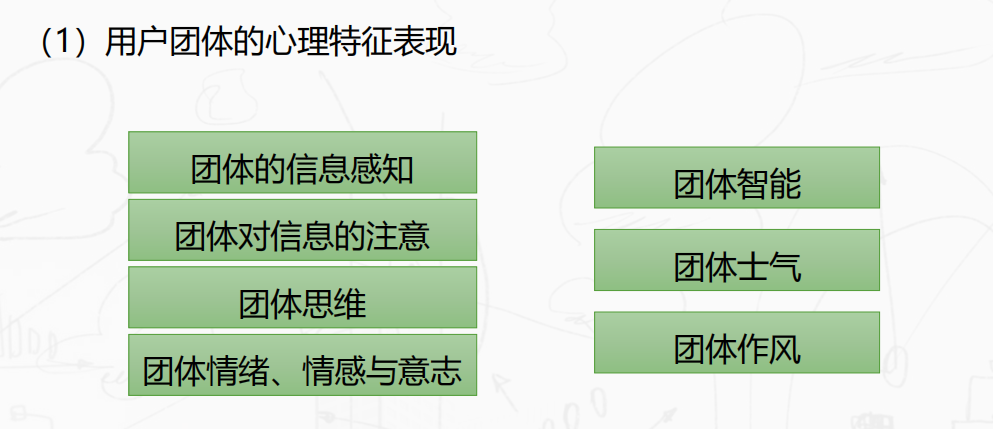 （1）用户团体的心理特征表现
团体的信息感知
团体对信息的注意
团体思维
团体情绪、情感与意志
团体智能
团体士气
团体作风